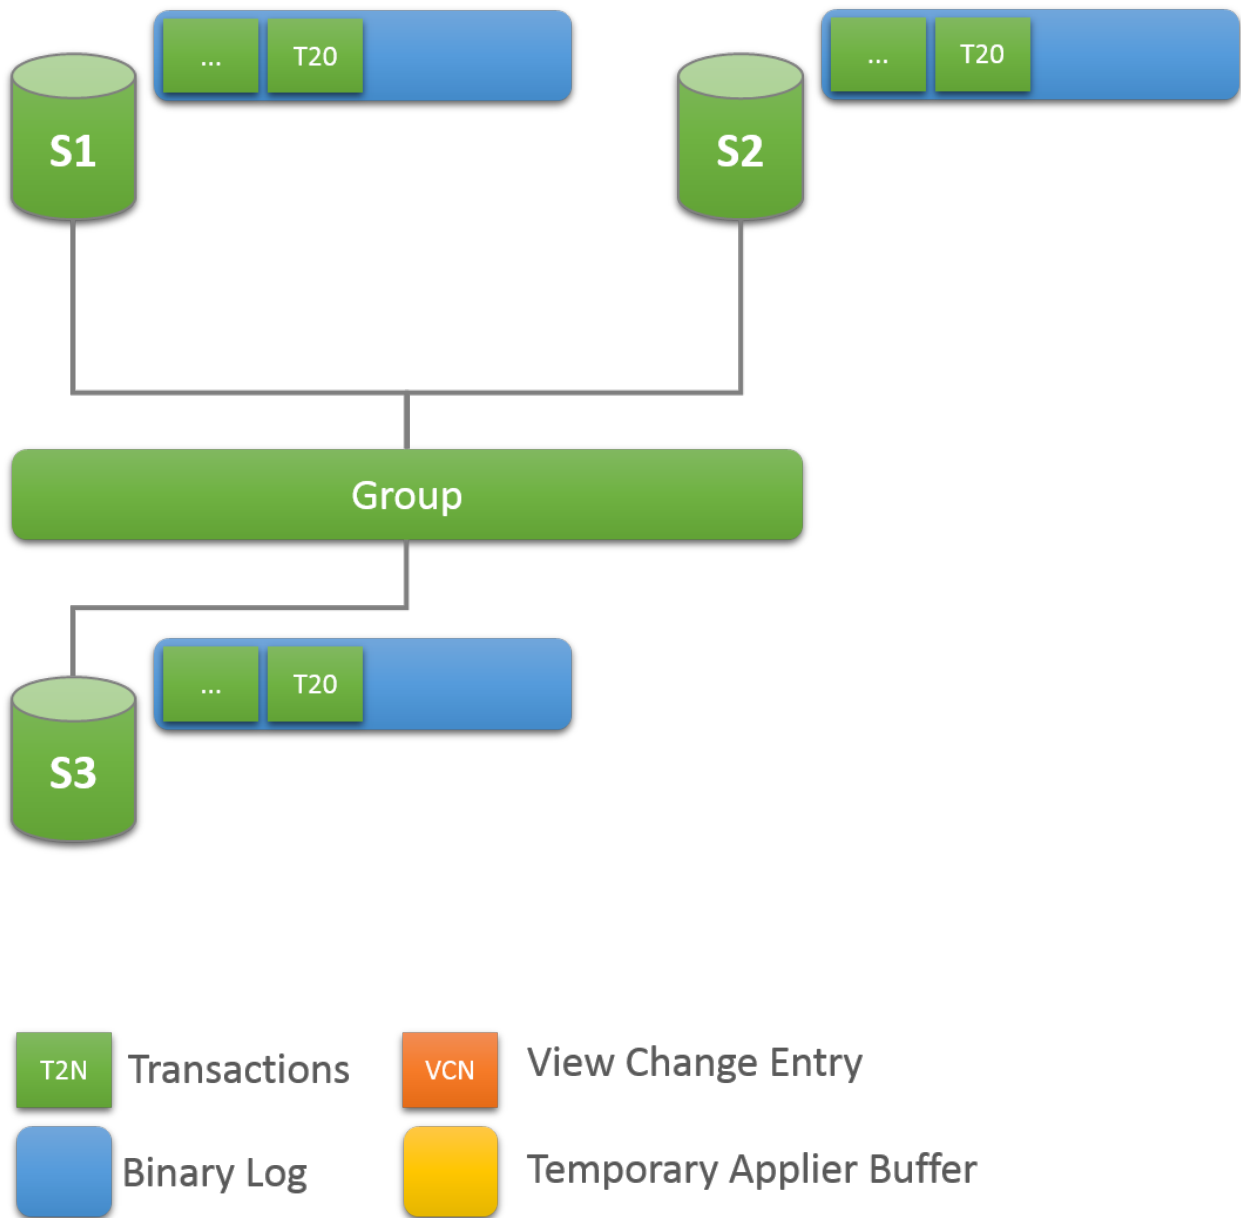 ... T20
S1
... T20
S2
Group
... T20
S3
T2N Transactions
VCN View Change Entry
Binary Log
Temporary Applier Buffer